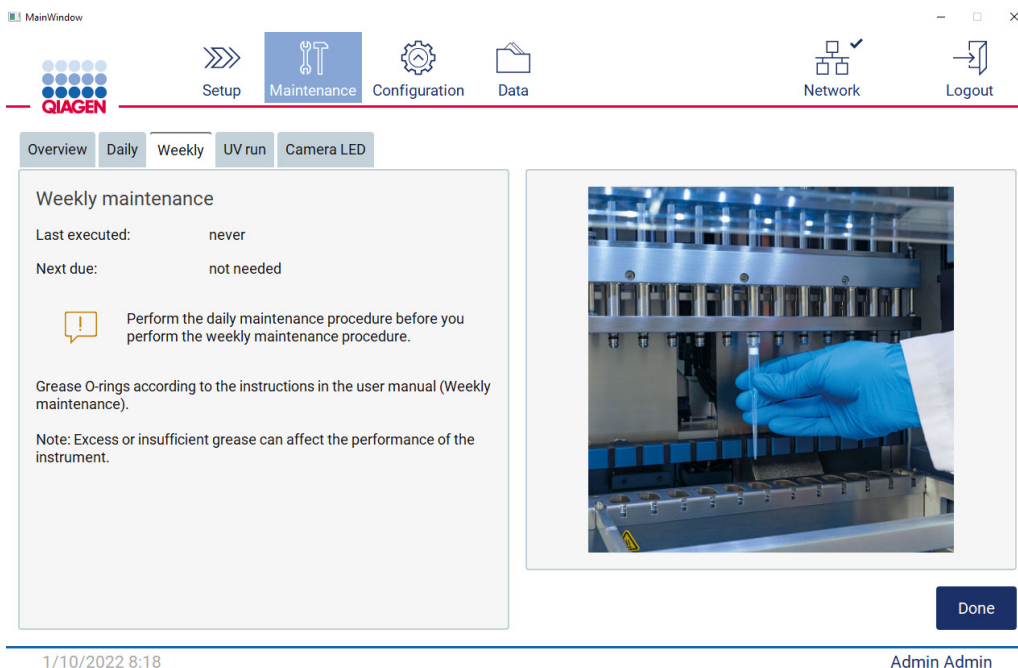 MainWindow
QIAGEN
Setup
Maintenance
Configuration
Data
Network
Logout
Overview
Daily
Weekly
UV run
Camera LED
Weekly maintenance
Last executed: never
Next due: not needed
Perform the daily maintenance procedure before you
perform the weekly maintenance procedure.
Grease O-rings according to the instructions in the user manual (Weekly
maintenance).
Note: Excess or insufficient grease can affect the performance of the
instrument.
Done
1/10/2022 8:18
Admin Admin